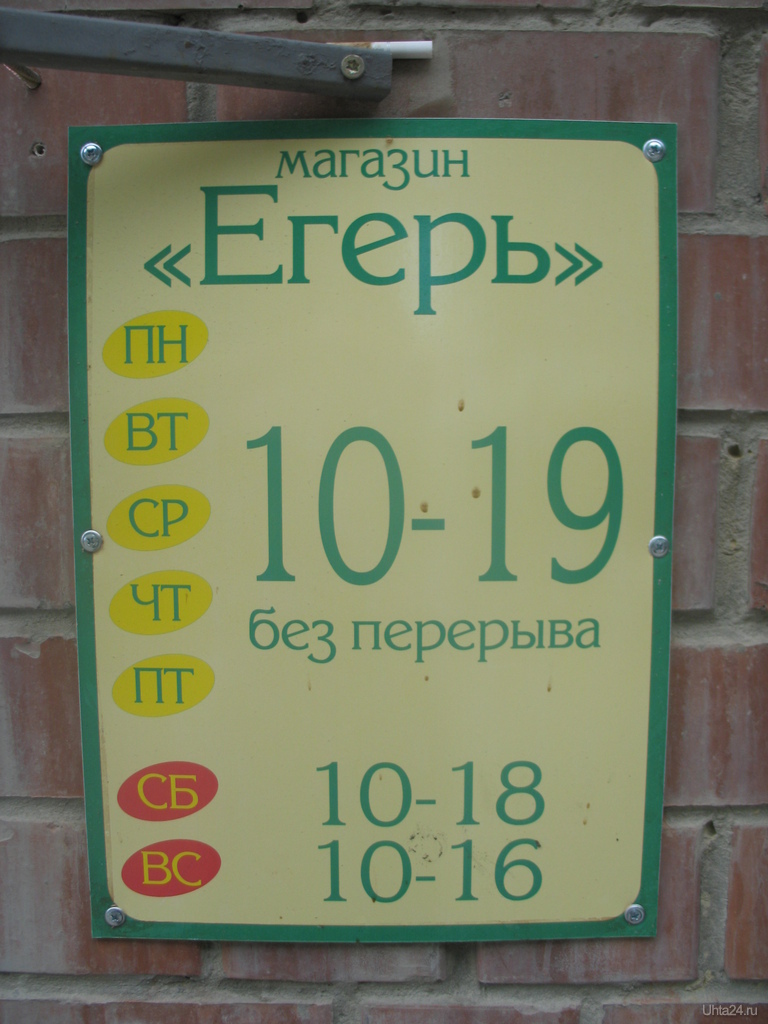 магазин
«Егерь»
ПН
ВТ
СР
ЧТ
ПТ
10-19
без перерыва
СБ 10-18
ВС 10-16
Uhta24.ru